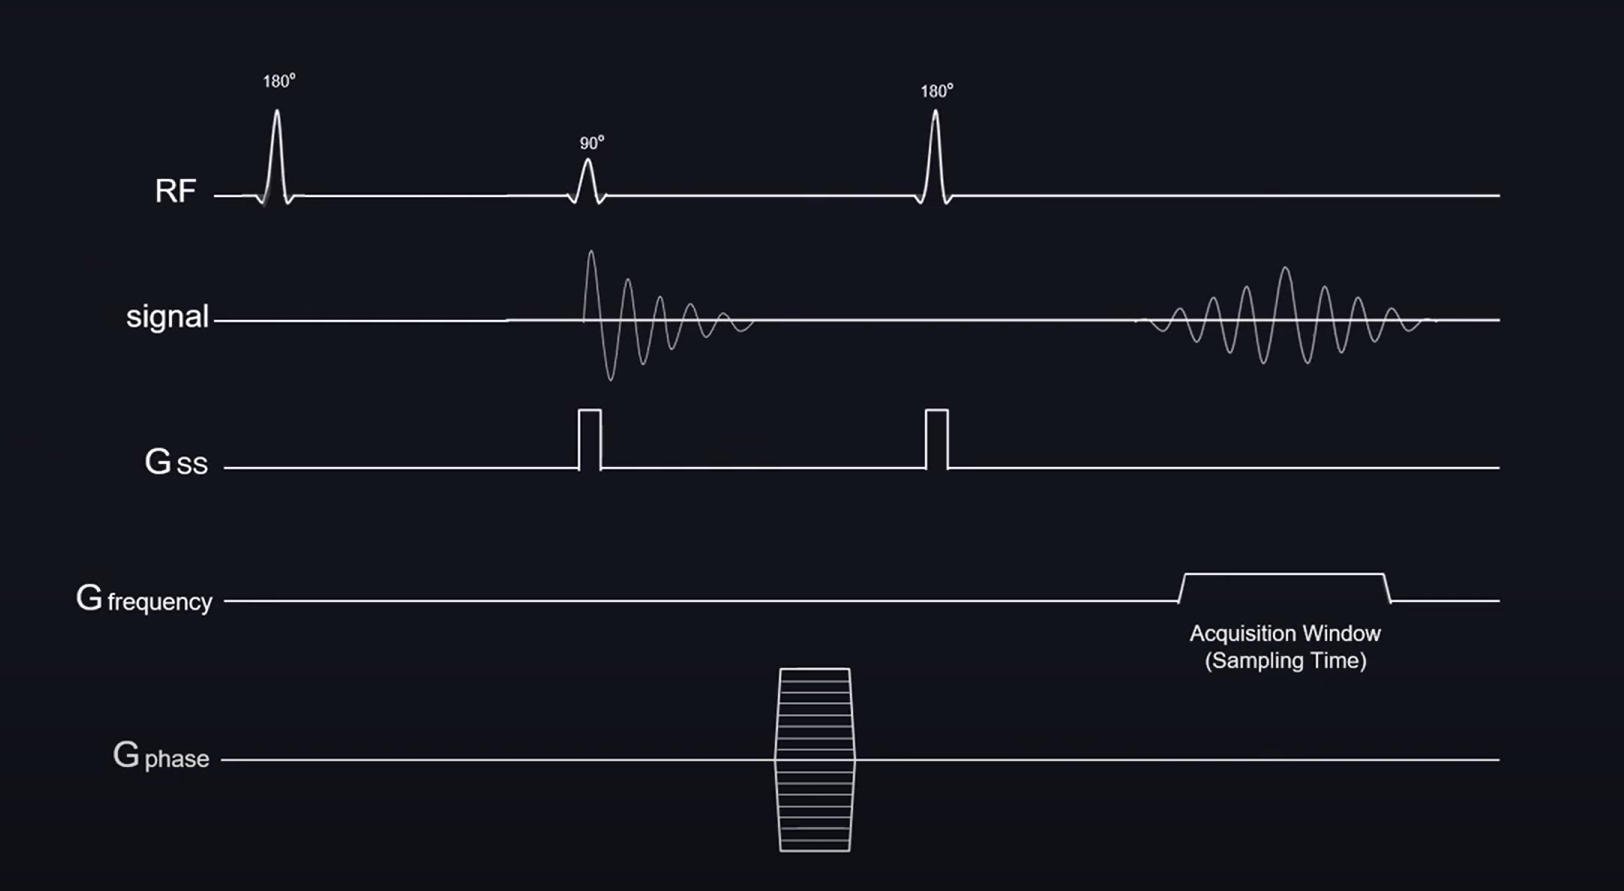 180°
180°
90°
RF
signal
G ss
G frequency
Acquisition Window
(Sampling Time)
G phase